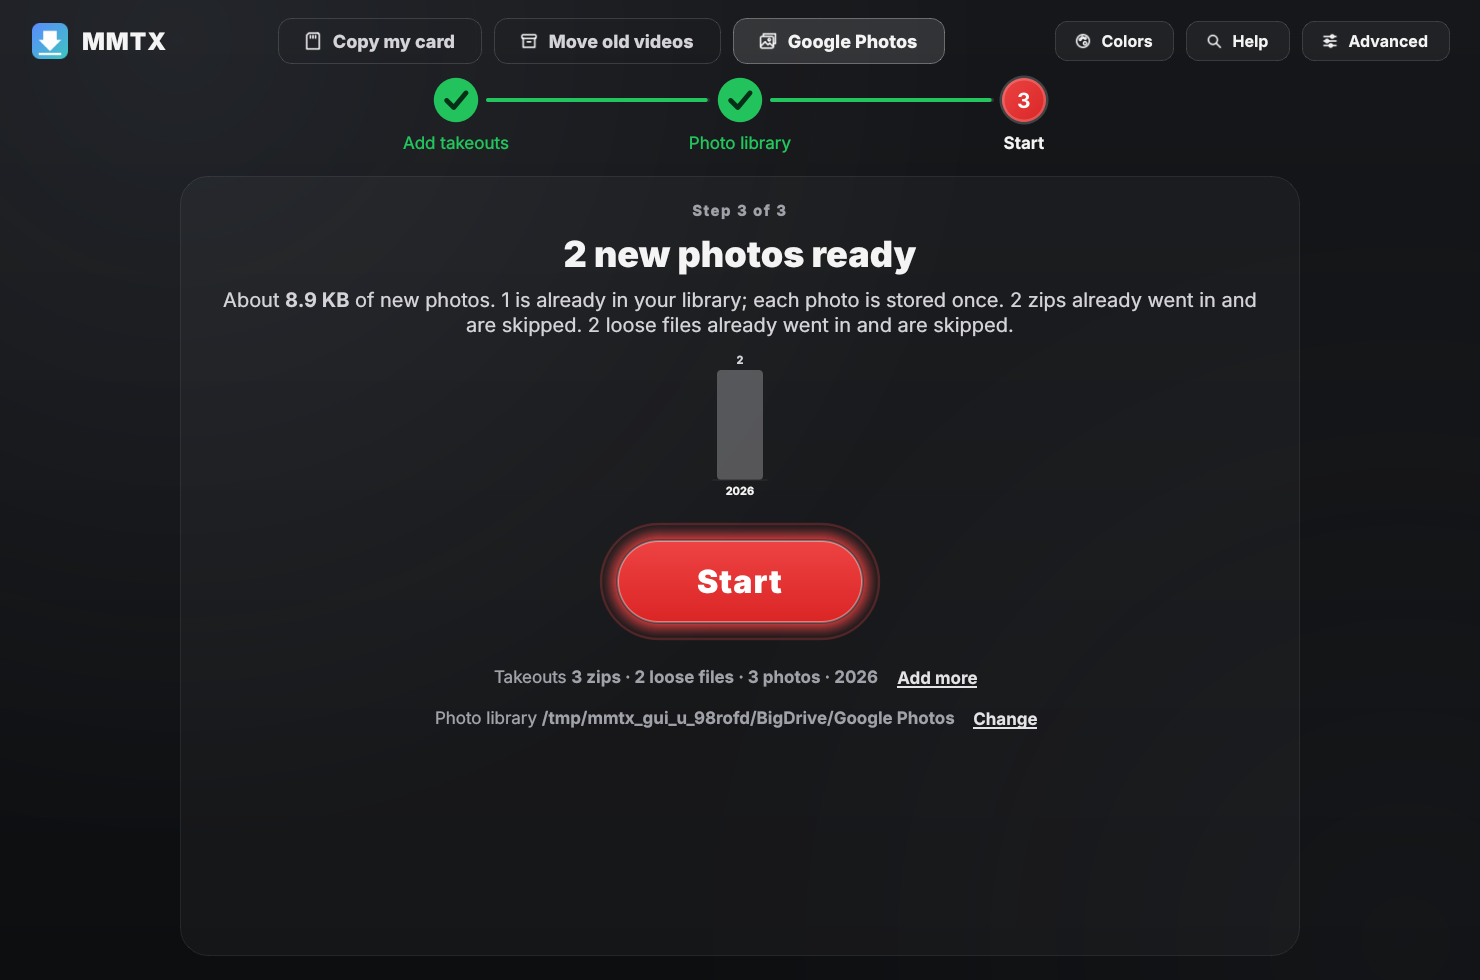 MMTX
Copy my card
Move old videos
Google Photos
Colors
Help
Advanced
3
Add takeouts
Photo library
Start
Step 3 of 3
2 new photos ready
About 8.9 KB of new photos. 1 is already in your library; each photo is stored once. 2 zips already went in and
are skipped. 2 loose files already went in and are skipped.
2
2026
Start
Takeouts 3 zips · 2 loose files · 3 photos · 2026 Add more
Photo library /tmp/mmtx_gui_u_98rofd/BigDrive/Google Photos Change